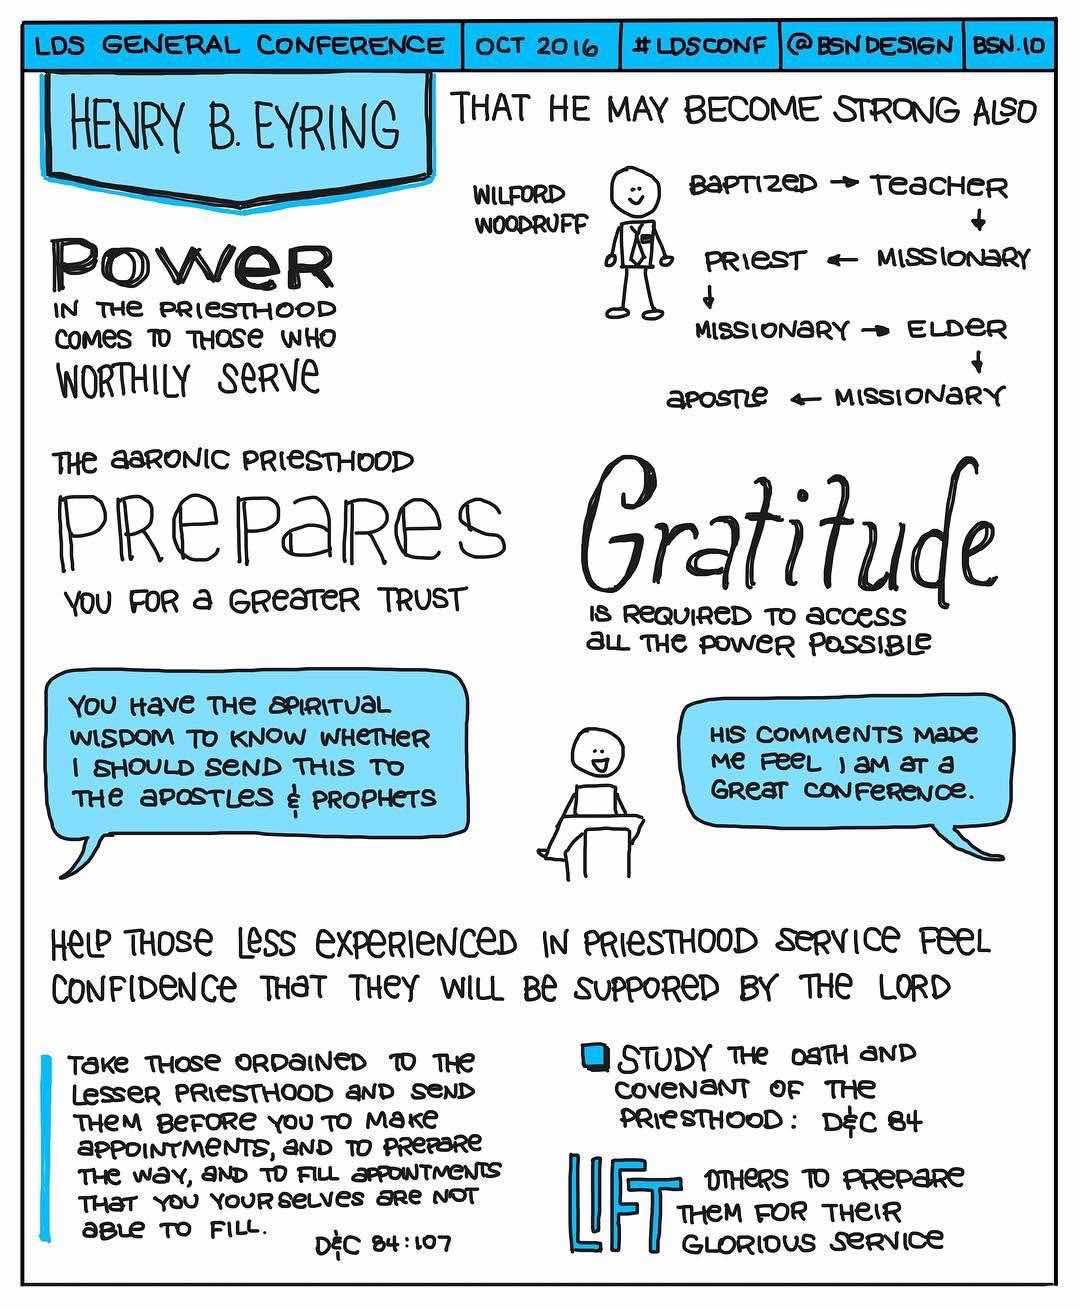 LDS GENERAL CONFERENCE OCT 2016 #LDSCONF @BSNDESIGN BSN.IO
HENRY B. EYRING
THAT HE MAY BECOME STRONG ALSO
WILFORD
WOODRUFF
BAPTIZED → TEACHER
↓
PRIEST ← MISSIONARY
↓
MISSIONARY → ELDER
↓
APOSTLE ← MISSIONARY
POWER
IN THE PRIESTHOOD
COMES TO THOSE WHO
WORTHILY SERVE
THE AARONIC PRIESTHOOD
PREPARES
YOU FOR A GREATER TRUST
Gratitude
IS REQUIRED TO ACCESS
ALL THE POWER POSSIBLE
YOU HAVE THE SPIRITUAL
WISDOM TO KNOW WHETHER
I SHOULD SEND THIS TO
THE APOSTLES & PROPHETS
HIS COMMENTS MADE
ME FEEL I AM AT A
GREAT CONFERENCE.
HELP THOSE LESS EXPERIENCED IN PRIESTHOOD SERVICE FEEL
CONFIDENCE THAT THEY WILL BE SUPPORED BY THE LORD
TAKE THOSE ORDAINED TO THE
LESSER PRIESTHOOD AND SEND
THEM BEFORE YOU TO MAKE
APPOINTMENTS, AND TO PREPARE
THE WAY, AND TO FILL APPOINTMENTS
THAT YOU YOURSELVES ARE NOT
ABLE TO FILL.
D&C 84:107
STUDY THE OATH AND
COVENANT OF THE
PRIESTHOOD: D&C 84
LIFT OTHERS TO PREPARE
THEM FOR THEIR
GLORIOUS SERVICE